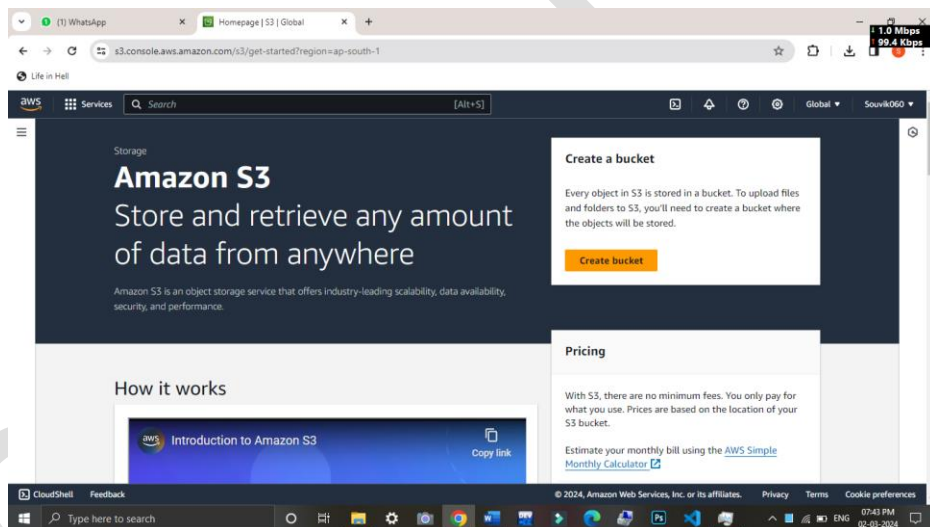 (1) WhatsApp
Homepage | S3 | Global
1.0 Mbps
99.4 Kbps
s3.console.aws.amazon.com/s3/get-started?region=ap-south-1
Life in Hell
aws
Services
Search
[Alt+S]
Global
Souvik060
Storage
Amazon S3
Store and retrieve any amount
of data from anywhere
Amazon S3 is an object storage service that offers industry-leading scalability, data availability,
security, and performance.
Create a bucket
Every object in S3 is stored in a bucket. To upload files
and folders to S3, you'll need to create a bucket where
the objects will be stored.
Create bucket
Pricing
With S3, there are no minimum fees. You only pay for
what you use. Prices are based on the location of your
S3 bucket.
Estimate your monthly bill using the AWS Simple
Monthly Calculator
How it works
aws
Introduction to Amazon S3
Copy link
CloudShell
Feedback
© 2024, Amazon Web Services, Inc. or its affiliates.
Privacy
Terms
Cookie preferences
Type here to search
ENG
07:43 PM
02-03-2024